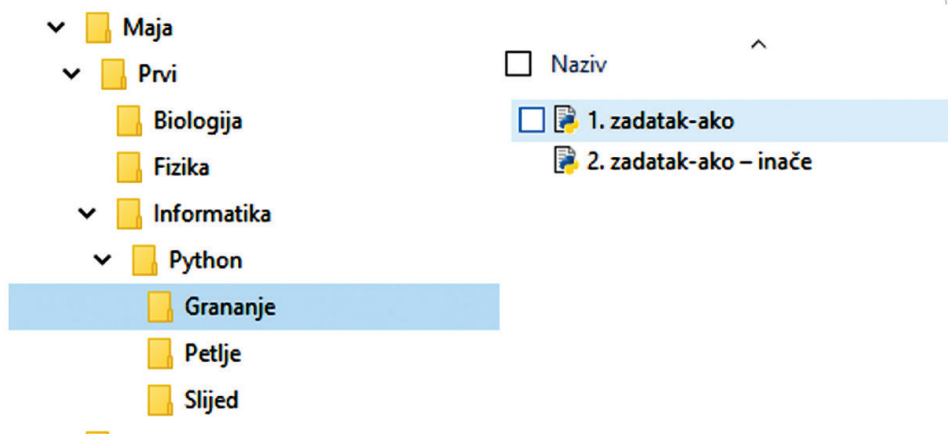 Maja
Prvi
Biologija
Fizika
Informatika
Python
Grananje
Petlje
Slijed
Naziv
1. zadatak-ako
2. zadatak-ako – inače